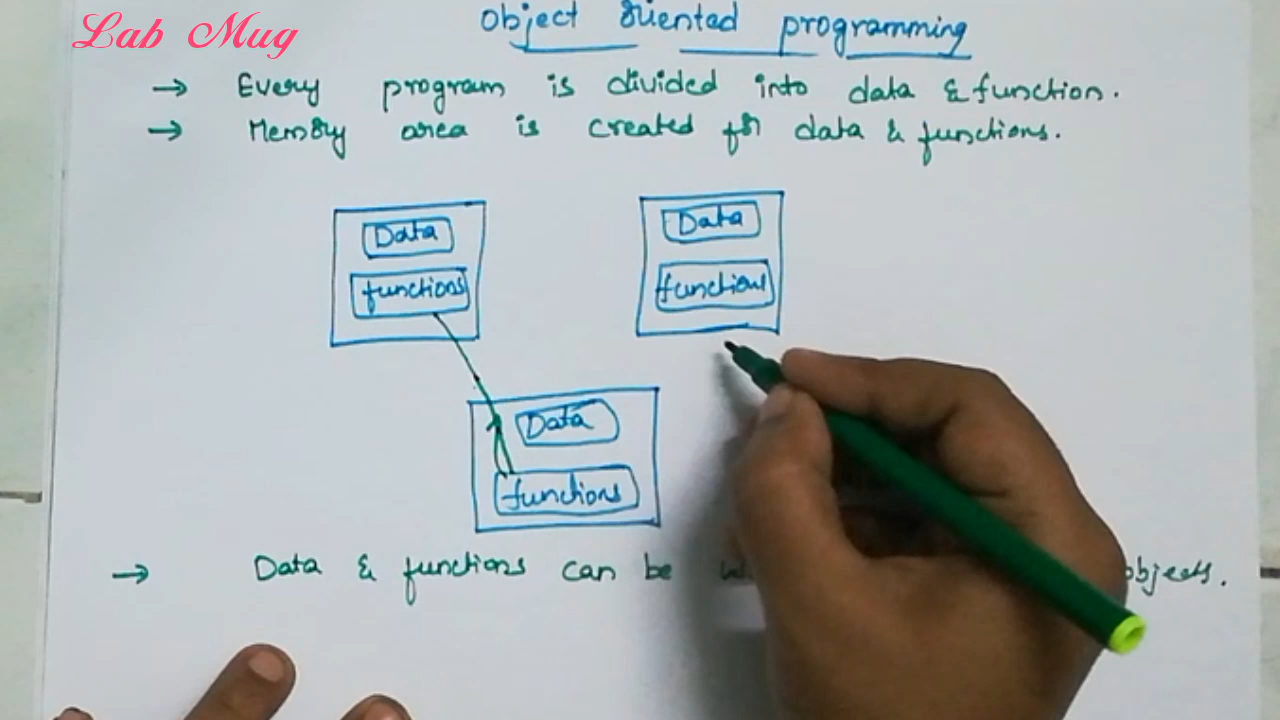 Lab Mug
Object oriented programming
→ Every program is divided into data & function.
→ Memory area is created for data & functions.
Data
functions
Data
functions
Data
functions
→ Data & functions can be objects.